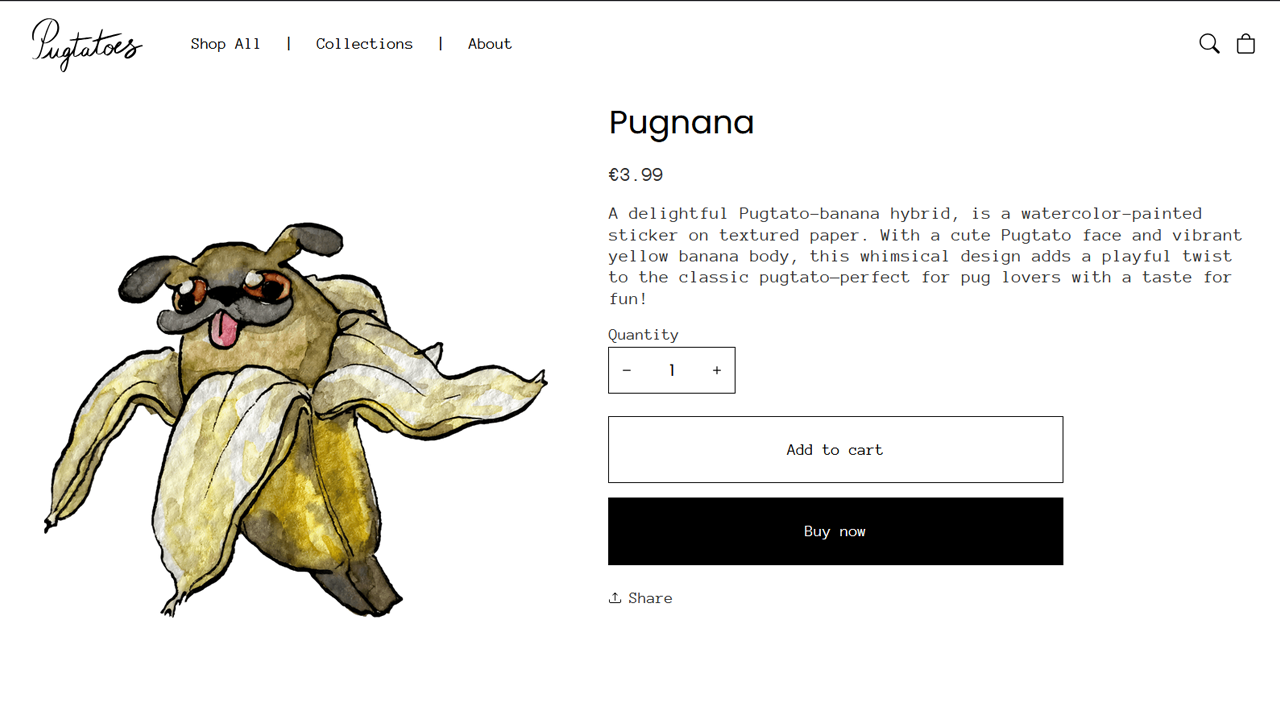 Pugtatoes
Shop All | Collections | About
Pugnana
€3.99
A delightful Pugtato-banana hybrid, is a watercolor-painted
sticker on textured paper. With a cute Pugtato face and vibrant
yellow banana body, this whimsical design adds a playful twist
to the classic pugtato—perfect for pug lovers with a taste for
fun!
Quantity
− 1 +
Add to cart
Buy now
Share